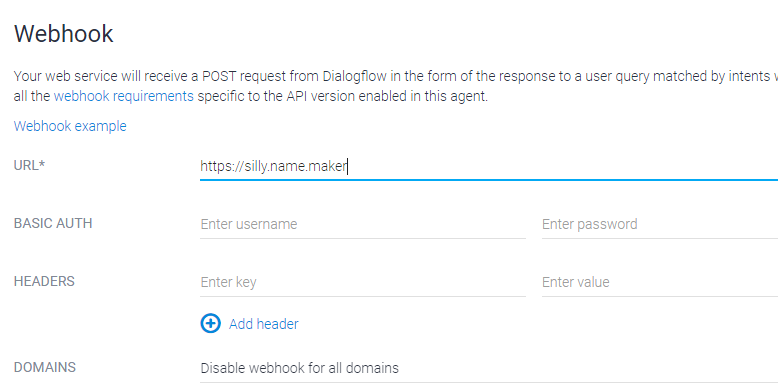 Webhook
Your web service will receive a POST request from Dialogflow in the form of the response to a user query matched by intents
all the webhook requirements specific to the API version enabled in this agent.
Webhook example
URL* https://silly.name.maker
BASIC AUTH Enter username Enter password
HEADERS Enter key Enter value
Add header
DOMAINS Disable webhook for all domains